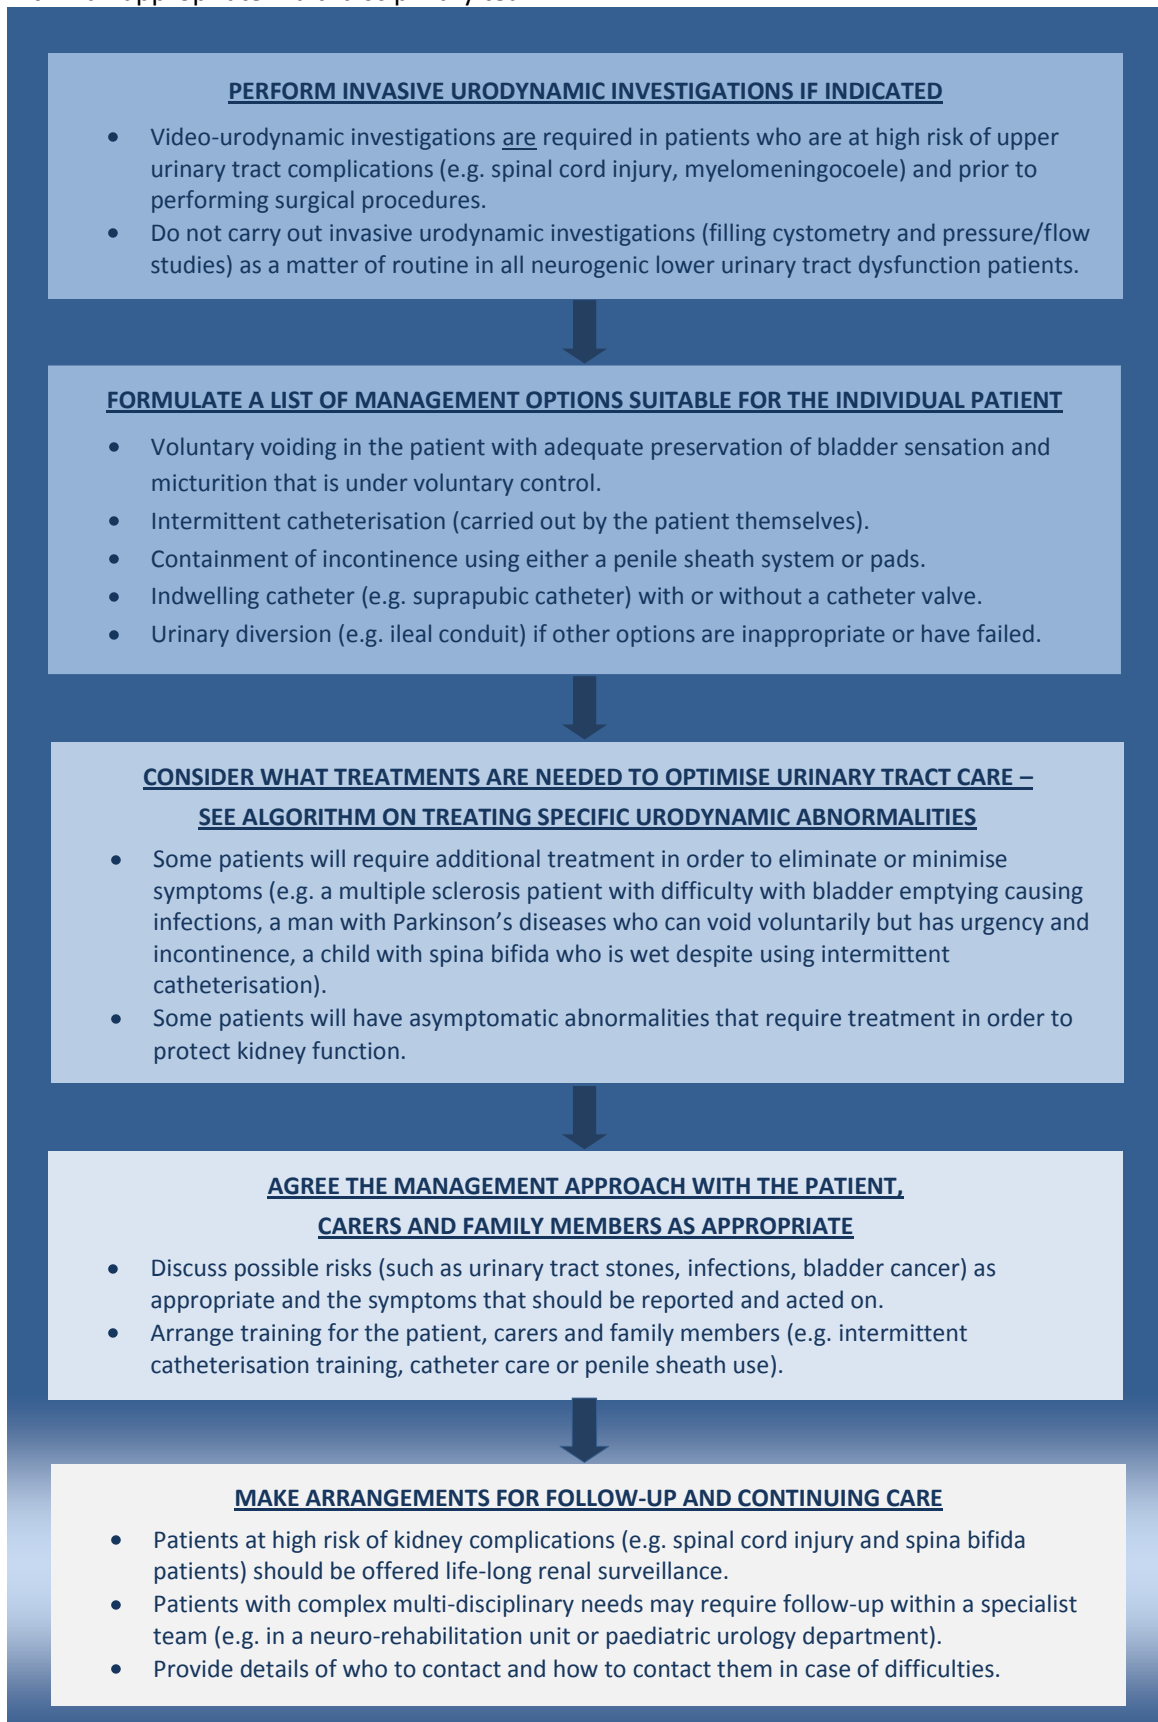 PERFORM INVASIVE URODYNAMIC INVESTIGATIONS IF INDICATED
• Video-urodynamic investigations are required in patients who are at high risk of upper
urinary tract complications (e.g. spinal cord injury, myelomeningocoele) and prior to
performing surgical procedures.
• Do not carry out invasive urodynamic investigations (filling cystometry and pressure/flow
studies) as a matter of routine in all neurogenic lower urinary tract dysfunction patients.
FORMULATE A LIST OF MANAGEMENT OPTIONS SUITABLE FOR THE INDIVIDUAL PATIENT
• Voluntary voiding in the patient with adequate preservation of bladder sensation and
micturition that is under voluntary control.
• Intermittent catheterisation (carried out by the patient themselves).
• Containment of incontinence using either a penile sheath system or pads.
• Indwelling catheter (e.g. suprapubic catheter) with or without a catheter valve.
• Urinary diversion (e.g. ileal conduit) if other options are inappropriate or have failed.
CONSIDER WHAT TREATMENTS ARE NEEDED TO OPTIMISE URINARY TRACT CARE –
SEE ALGORITHM ON TREATING SPECIFIC URODYNAMIC ABNORMALITIES
• Some patients will require additional treatment in order to eliminate or minimise
symptoms (e.g. a multiple sclerosis patient with difficulty with bladder emptying causing
infections, a man with Parkinson's diseases who can void voluntarily but has urgency and
incontinence, a child with spina bifida who is wet despite using intermittent
catheterisation).
• Some patients will have asymptomatic abnormalities that require treatment in order to
protect kidney function.
AGREE THE MANAGEMENT APPROACH WITH THE PATIENT,
CARERS AND FAMILY MEMBERS AS APPROPRIATE
• Discuss possible risks (such as urinary tract stones, infections, bladder cancer) as
appropriate and the symptoms that should be reported and acted on.
• Arrange training for the patient, carers and family members (e.g. intermittent
catheterisation training, catheter care or penile sheath use).
MAKE ARRANGEMENTS FOR FOLLOW-UP AND CONTINUING CARE
• Patients at high risk of kidney complications (e.g. spinal cord injury and spina bifida
patients) should be offered life-long renal surveillance.
• Patients with complex multi-disciplinary needs may require follow-up within a specialist
team (e.g. in a neuro-rehabilitation unit or paediatric urology department).
• Provide details of who to contact and how to contact them in case of difficulties.